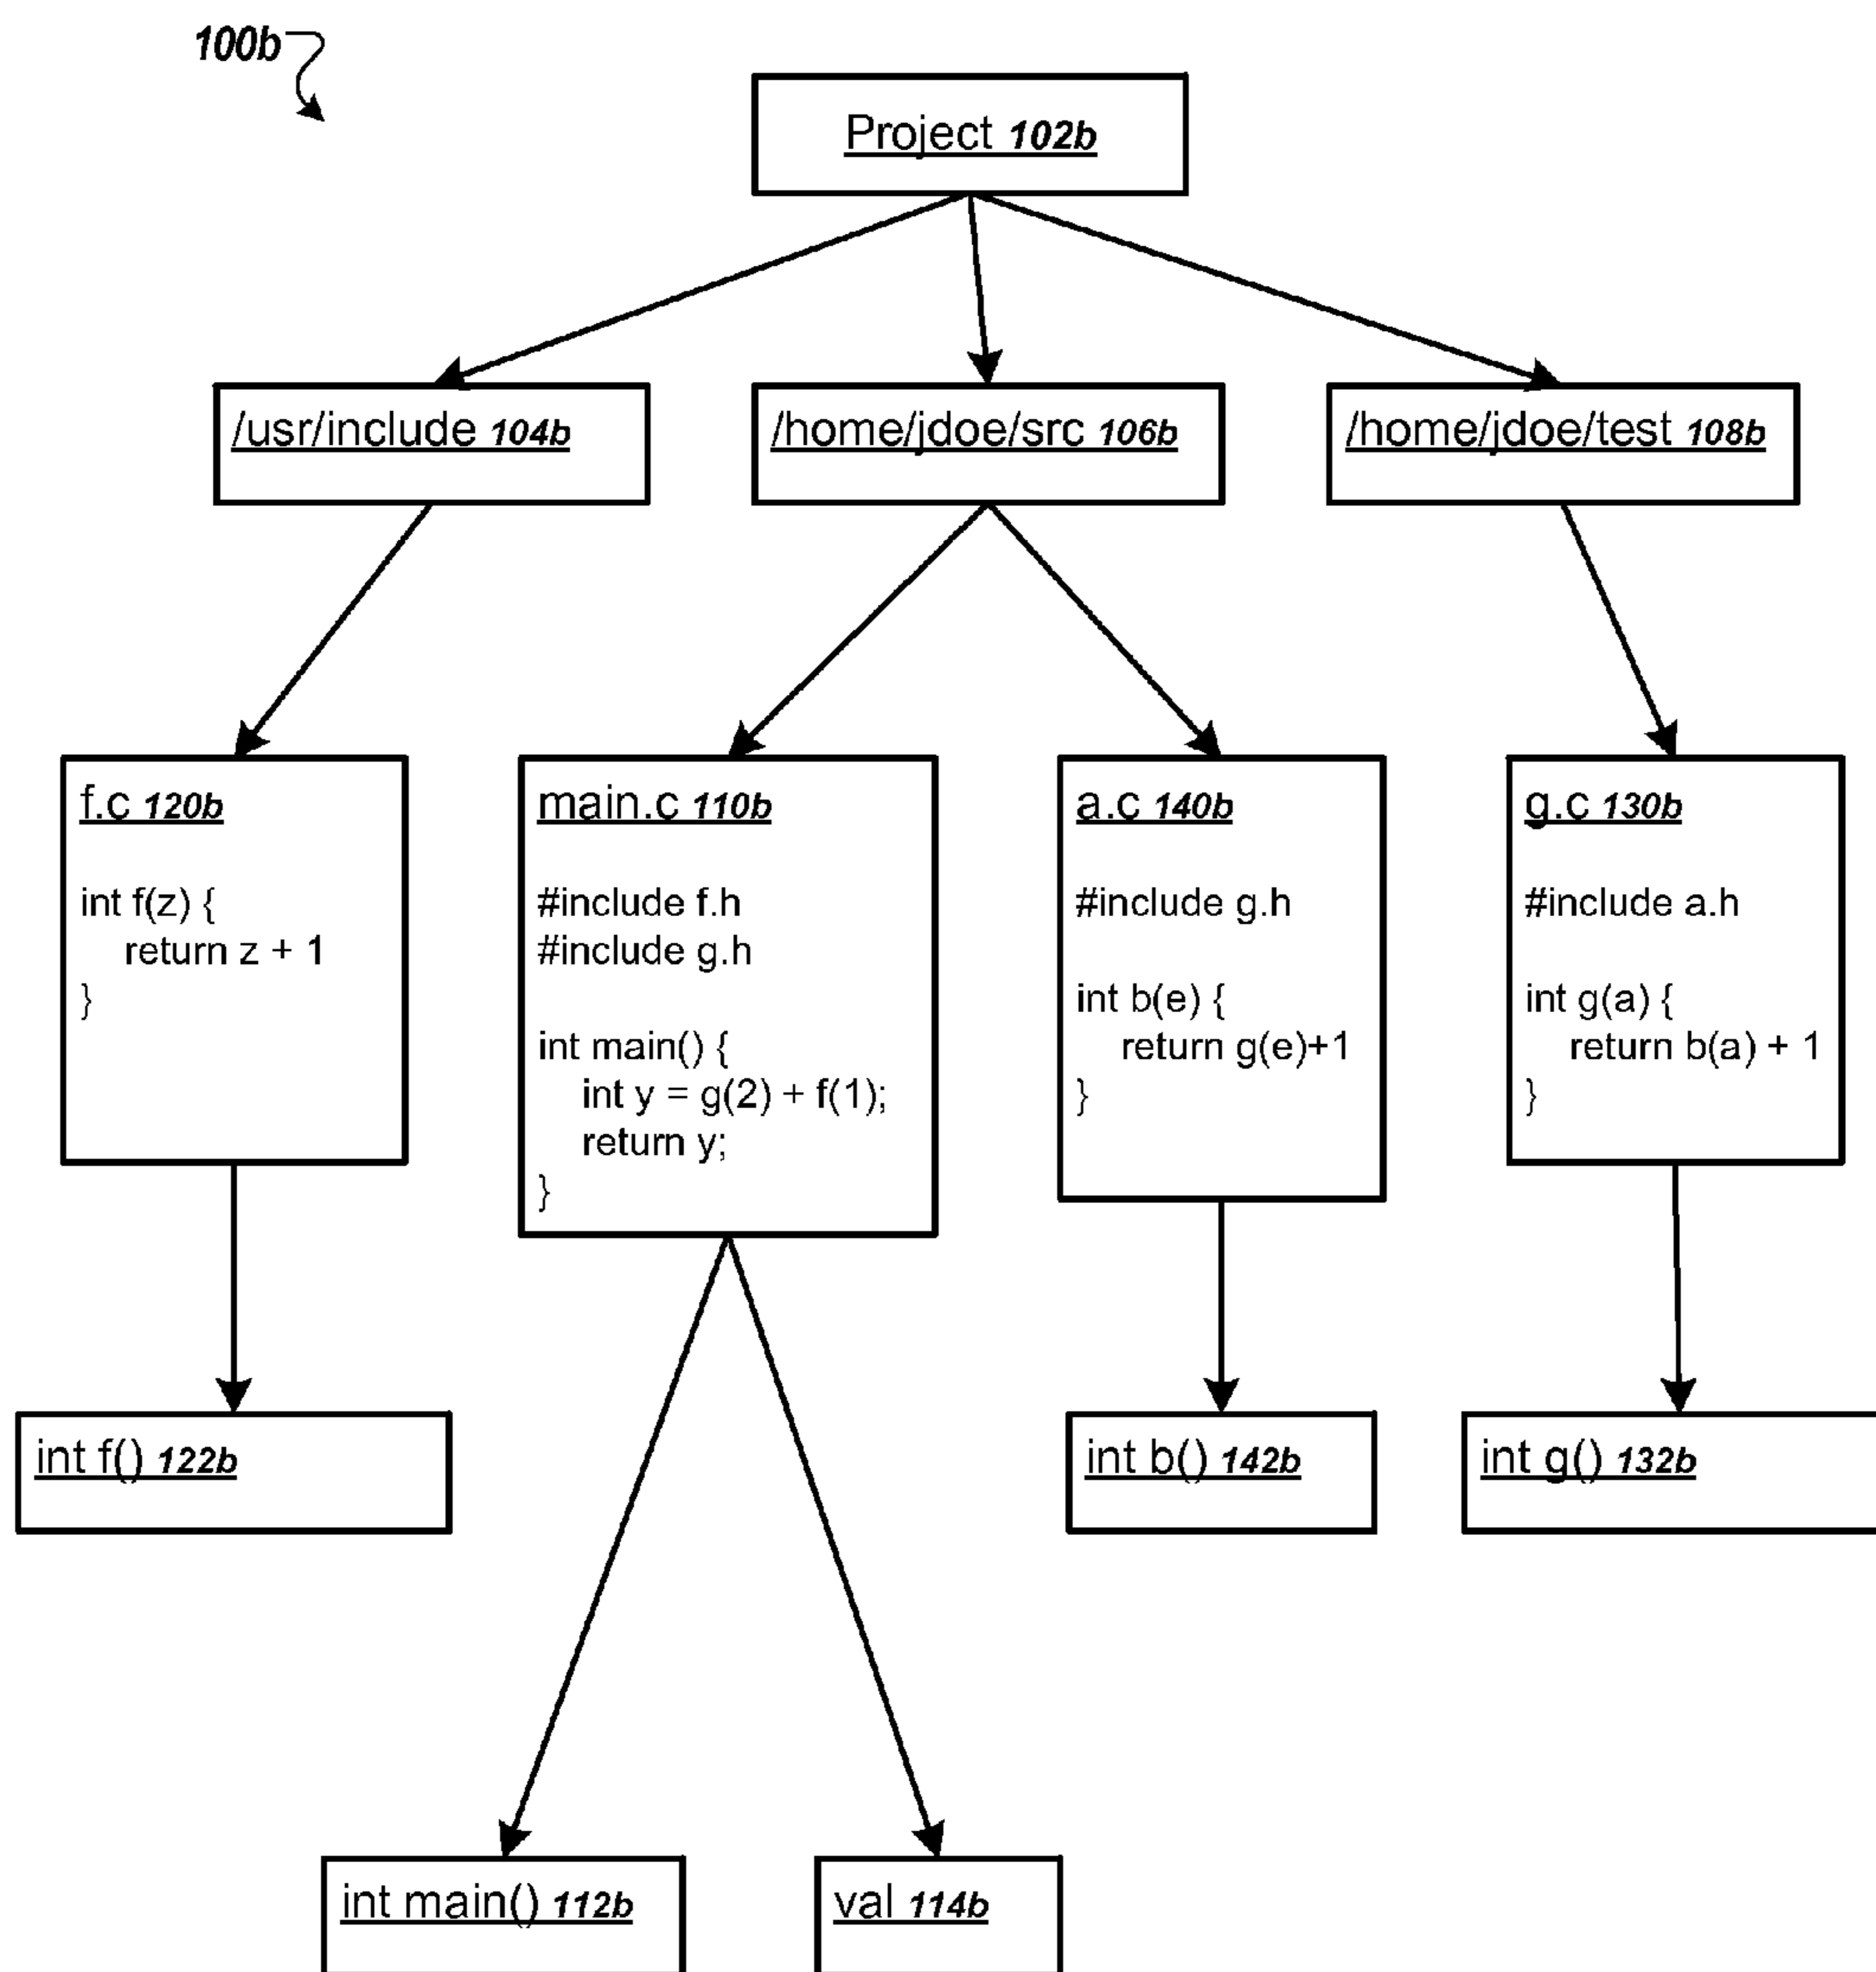 100b
Project 102b
/usr/include 104b
/home/jdoe/src 106b
/home/jdoe/test 108b
f.c 120b
int f(z) {
return z + 1
}
main.c 110b
#include f.h
#include g.h
int main() {
int y = g(2) + f(1);
return y;
}
a.c 140b
#include g.h
int b(e) {
return g(e)+1
}
g.c 130b
#include a.h
int g(a) {
return b(a) + 1
}
int f() 122b
int b() 142b
int g() 132b
int main() 112b
val 114b